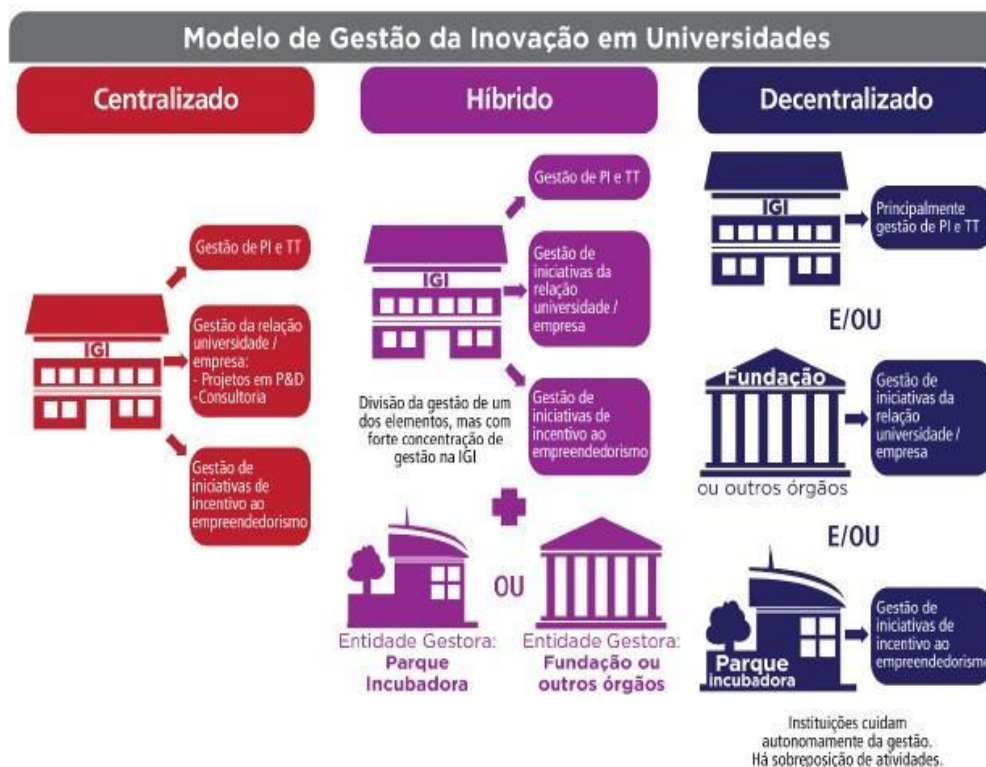 Modelo de Gestão da Inovação em Universidades
Centralizado
IGI
Gestão de PI e TT
Gestão da relação
universidade /
empresa:
- Projetos em P&D
-Consultoria
Gestão de
iniciativas de
incentivo ao
empreendedorismo
Híbrido
IGI
Gestão de PI e TT
Gestão de
iniciativas da
relação
universidade /
empresa
Gestão de
iniciativas de
incentivo ao
empreendedorismo
Divisão da gestão de um
dos elementos, mas com
forte concentração de
gestão na IGI
OU
Entidade Gestora:
Parque
Incubadora
Entidade Gestora:
Fundação ou
outros órgãos
Decentralizado
IGI
Principalmente
gestão de PI e TT
E/OU
Fundação
ou outros órgãos
Gestão de
iniciativas da
relação
universidade /
empresa
E/OU
Parque
incubadora
Gestão de
iniciativas de
incentivo ao
empreendedorismo
Instituições cuidam
autonomamente da gestão.
Há sobreposição de atividades.